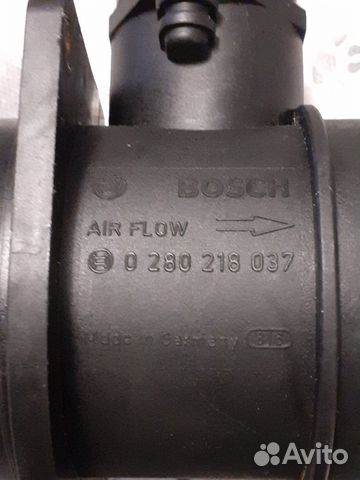 BOSCH
AIR FLOW
0 280 218 037
Made in Germany
Avito